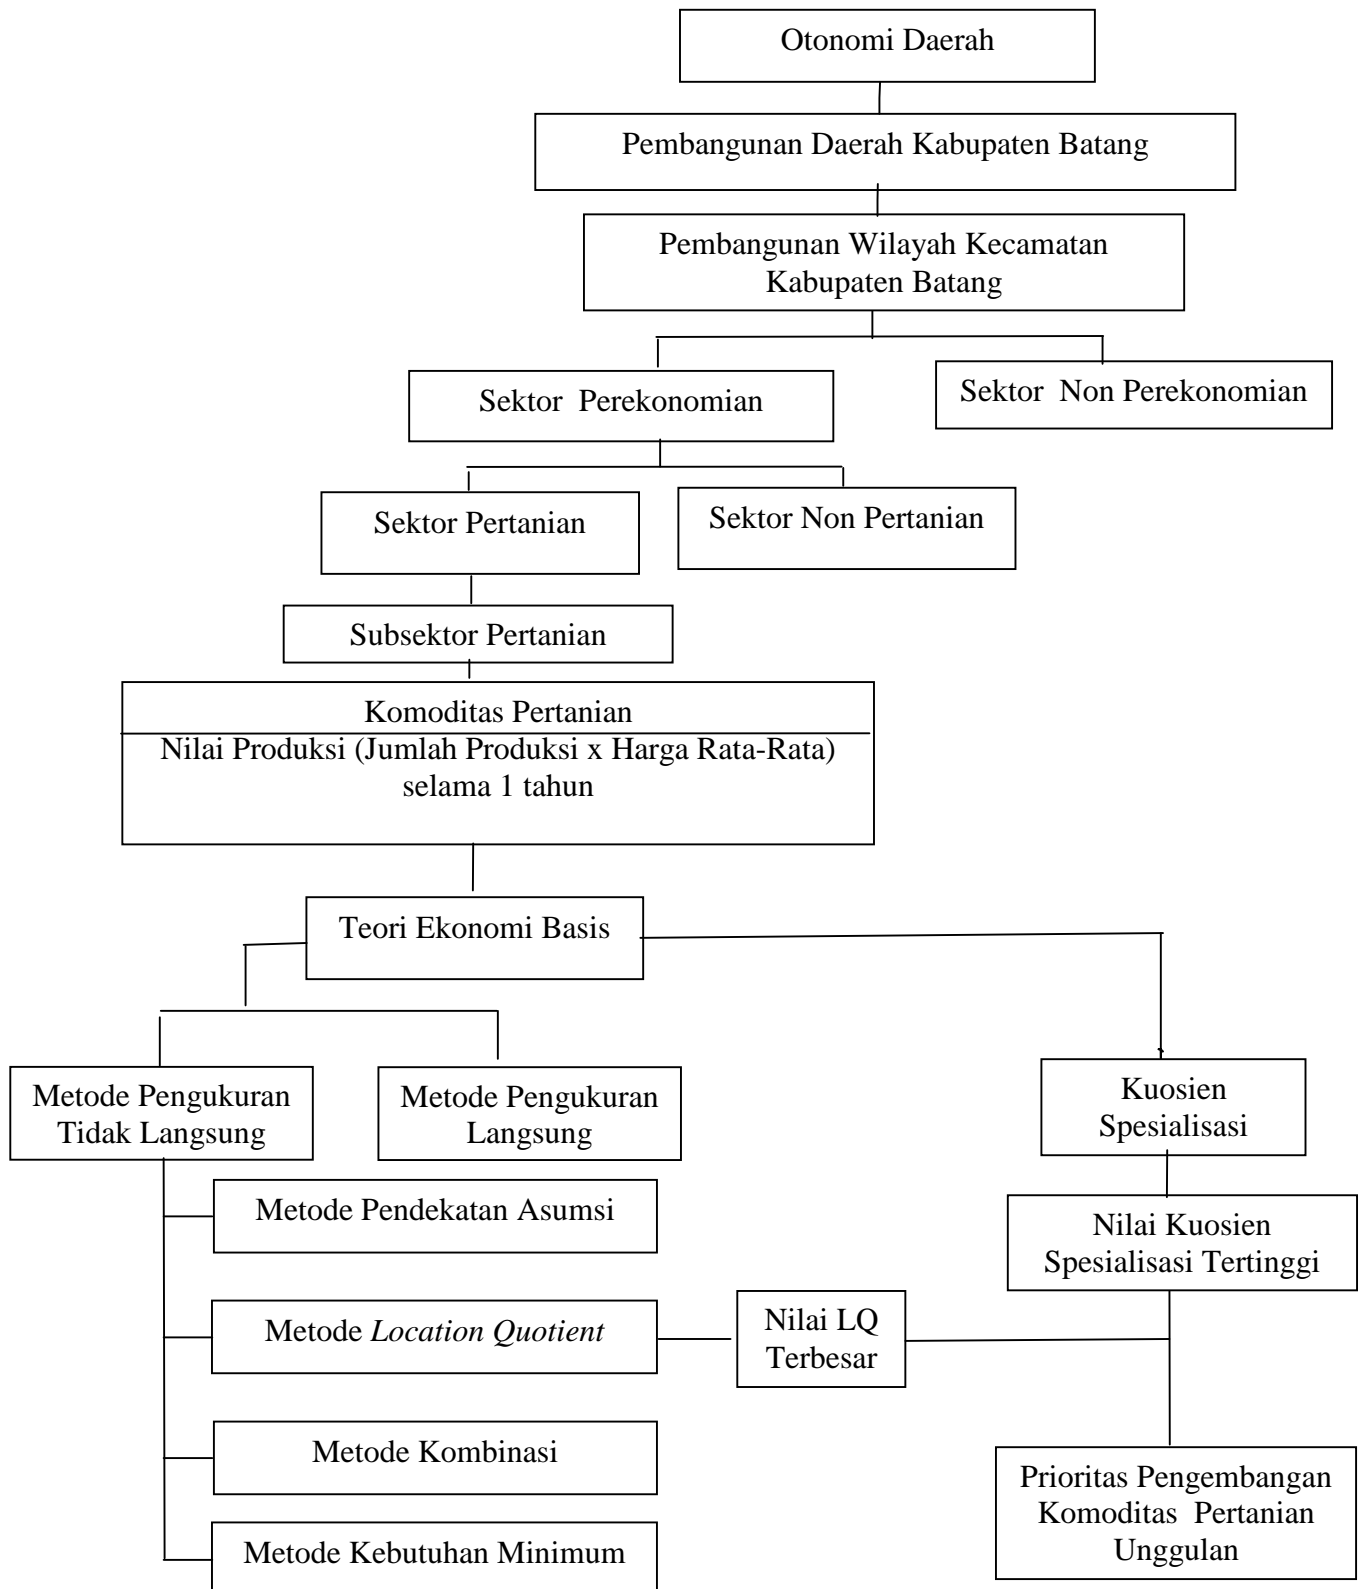 Otonomi Daerah
Pembangunan Daerah Kabupaten Batang
Pembangunan Wilayah Kecamatan
Kabupaten Batang
Sektor Perekonomian
Sektor Non Perekonomian
Sektor Pertanian
Sektor Non Pertanian
Subsektor Pertanian
Komoditas Pertanian
Nilai Produksi (Jumlah Produksi x Harga Rata-Rata)
selama 1 tahun
Teori Ekonomi Basis
Metode Pengukuran
Tidak Langsung
Metode Pengukuran
Langsung
Kuosien
Spesialisasi
Metode Pendekatan Asumsi
Nilai Kuosien
Spesialisasi Tertinggi
Metode Location Quotient
Nilai LQ
Terbesar
Metode Kombinasi
Prioritas Pengembangan
Komoditas Pertanian
Unggulan
Metode Kebutuhan Minimum